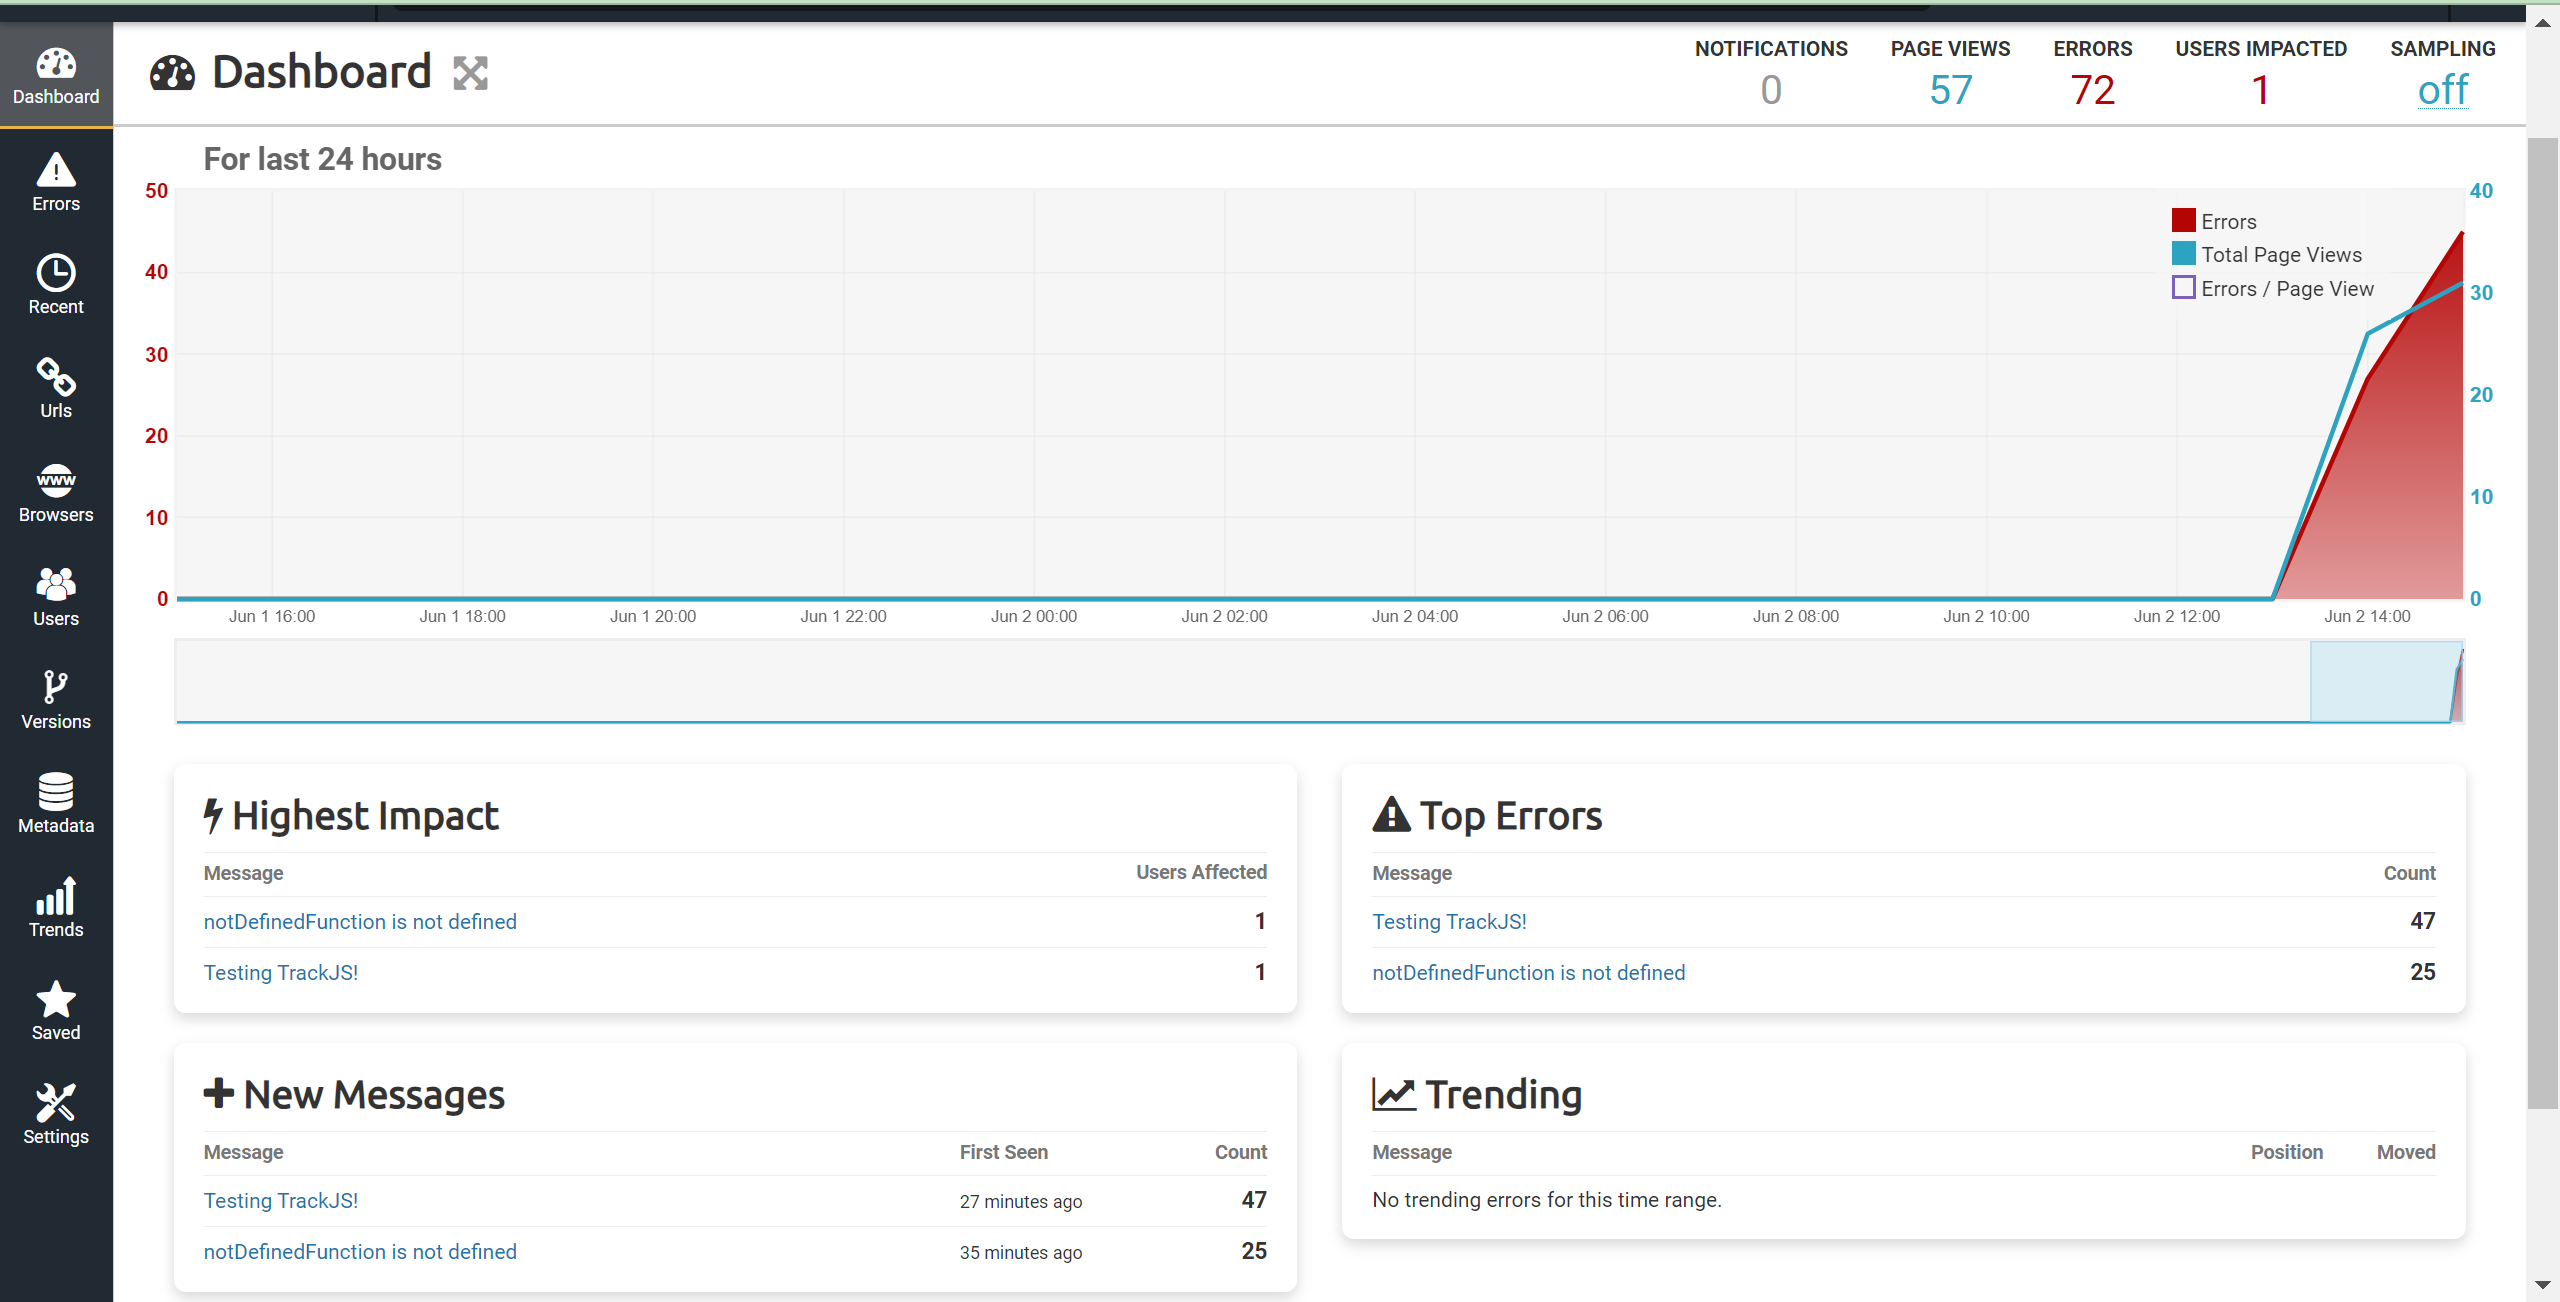 Dashboard
Errors
Recent
Urls
www
Browsers
Users
Versions
Metadata
Trends
Saved
Settings
Dashboard
NOTIFICATIONS
0
PAGE VIEWS
57
ERRORS
72
USERS IMPACTED
1
SAMPLING
off
For last 24 hours
50
40
30
20
10
0
40
30
20
10
0
Errors
Total Page Views
Errors / Page View
Jun 1 16:00 Jun 1 18:00 Jun 1 20:00 Jun 1 22:00 Jun 2 00:00 Jun 2 02:00 Jun 2 04:00 Jun 2 06:00 Jun 2 08:00 Jun 2 10:00 Jun 2 12:00 Jun 2 14:00
Highest Impact
Message Users Affected
notDefinedFunction is not defined 1
Testing TrackJS! 1
Top Errors
Message Count
Testing TrackJS! 47
notDefinedFunction is not defined 25
New Messages
Message First Seen Count
Testing TrackJS! 27 minutes ago 47
notDefinedFunction is not defined 35 minutes ago 25
Trending
Message Position Moved
No trending errors for this time range.